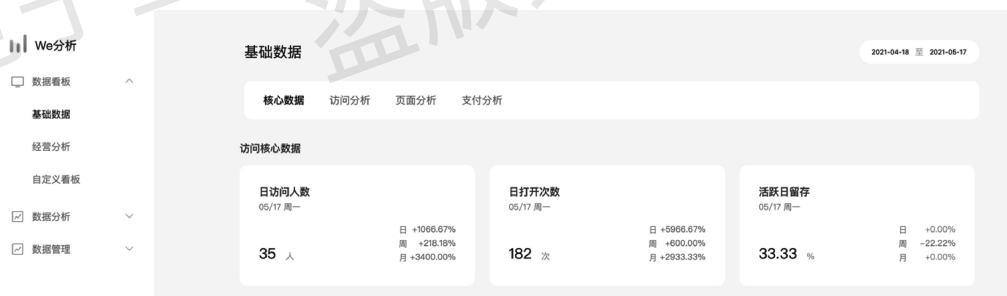 We分析
数据看板
基础数据
经营分析
自定义看板
数据分析
数据管理
基础数据
2021-04-18 至 2021-05-17
核心数据 访问分析 页面分析 支付分析
访问核心数据
日访问人数
05/17 周一
35 人
日 +1066.67%
周 +218.18%
月 +3400.00%
日打开次数
05/17 周一
182 次
日 +5966.67%
周 +600.00%
月 +2933.33%
活跃日留存
05/17 周一
33.33 %
日 +0.00%
周 -22.22%
月 +0.00%